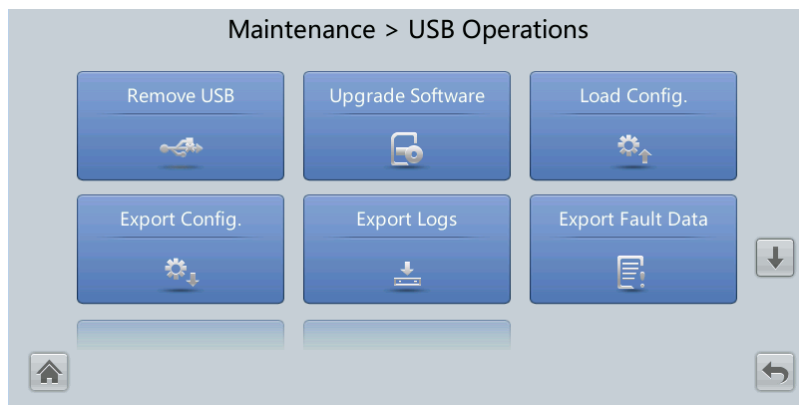 Maintenance > USB Operations
Remove USB
Upgrade Software
Load Config.
Export Config.
Export Logs
Export Fault Data